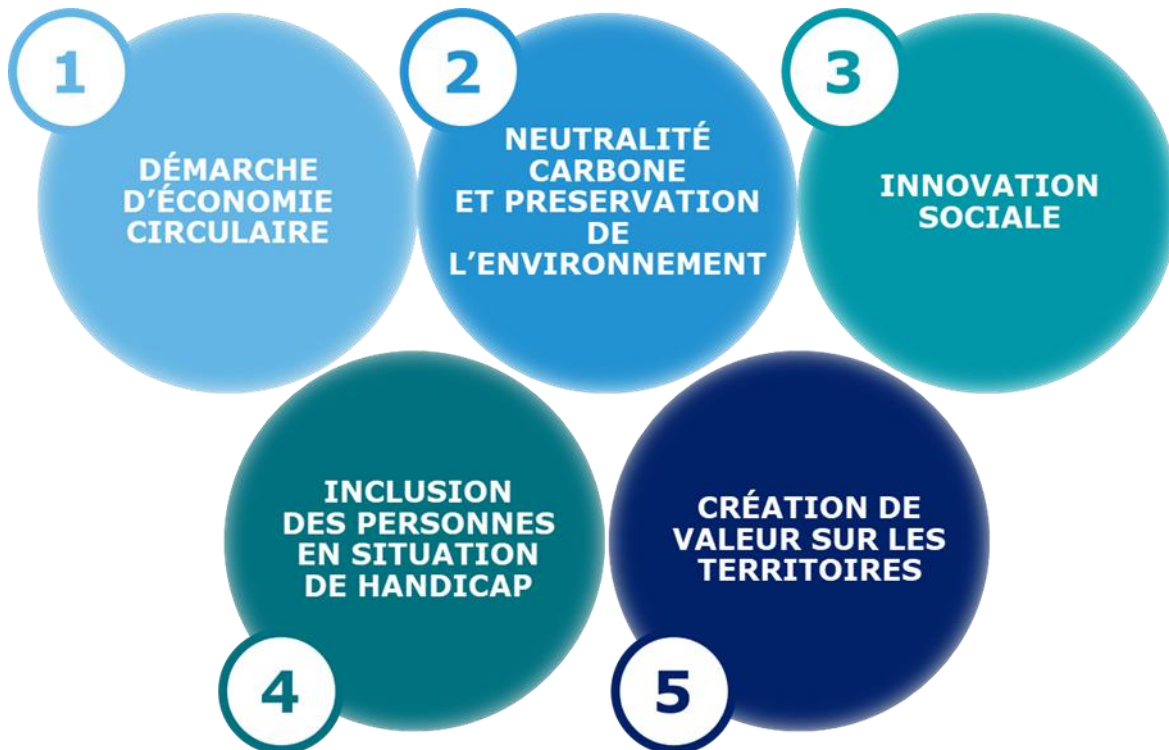 1
DÉMARCHE
D'ÉCONOMIE
CIRCULAIRE
2
NEUTRALITÉ
CARBONE
ET PRESERVATION
DE
L'ENVIRONNEMENT
3
INNOVATION
SOCIALE
4
INCLUSION
DES PERSONNES
EN SITUATION
DE HANDICAP
5
CRÉATION DE
VALEUR SUR LES
TERRITOIRES